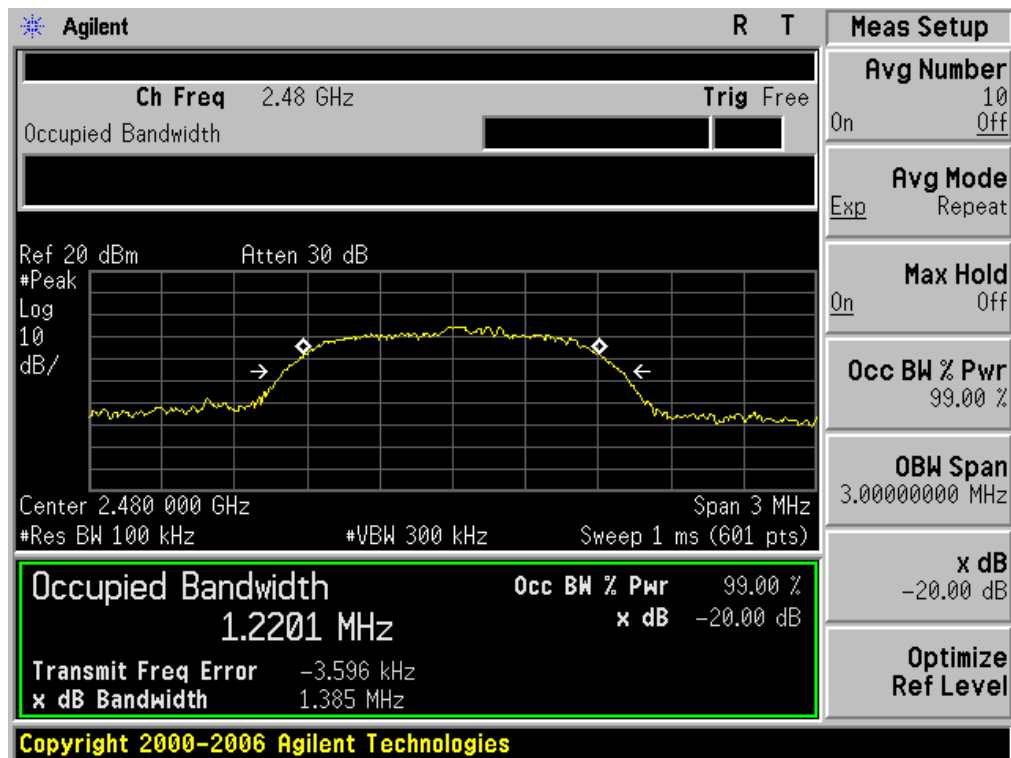 Agilent R T
Ch Freq 2.48 GHz Trig Free
Occupied Bandwidth
Ref 20 dBm Atten 30 dB
#Peak
Log
10
dB/
Center 2.480 000 GHz Span 3 MHz
#Res BW 100 kHz #VBW 300 kHz Sweep 1 ms (601 pts)
Occupied Bandwidth
1.2201 MHz
Occ BW % Pwr 99.00 %
x dB -20.00 dB
Transmit Freq Error -3.596 kHz
x dB Bandwidth 1.385 MHz
Copyright 2000-2006 Agilent Technologies
Meas Setup
Avg Number
10
On Off
Avg Mode
Exp Repeat
Max Hold
On Off
Occ BW % Pwr
99.00 %
OBW Span
3.00000000 MHz
x dB
-20.00 dB
Optimize
Ref Level